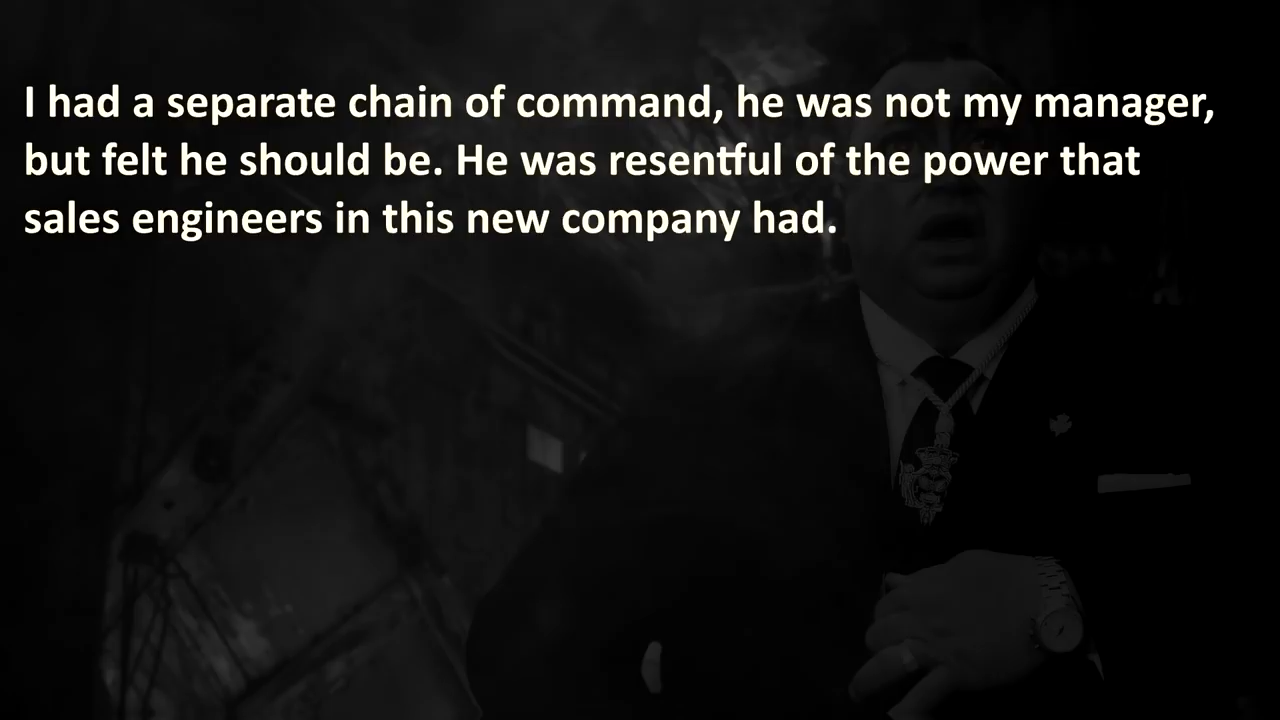 I had a separate chain of command, he was not my manager,
but felt he should be. He was resentful of the power that
sales engineers in this new company had.